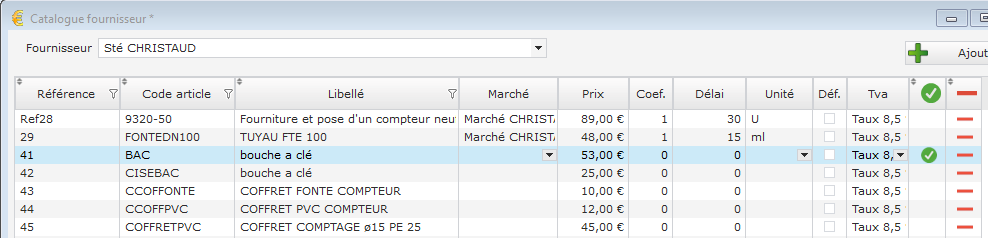 Catalogue fournisseur *
Fournisseur Sté CHRISTAUD
Ajout
Référence Code article Libellé Marché Prix Coef. Délai Unité Déf. Tva
Ref28 9320-50 Fourniture et pose d'un compteur neu Marché CHRISTA 89,00 € 1 30 U Taux 8,5
29 FONTEDN100 TUYAU FTE 100 Marché CHRISTA 48,00 € 1 15 ml Taux 8,5
41 BAC bouche a clé 53,00 € 0 0 Taux 8,
42 CISEBAC bouche a clé 25,00 € 0 0 Taux 8,5
43 CCOFFONTE COFFRET FONTE COMPTEUR 10,00 € 0 0 Taux 8,5
44 CCOFFPVC COFFRET PVC COMPTEUR 12,00 € 0 0 Taux 8,5
45 COFFRETPVC COFFRET COMPTAGE ø15 PE 25 45,00 € 0 0 Taux 8,5